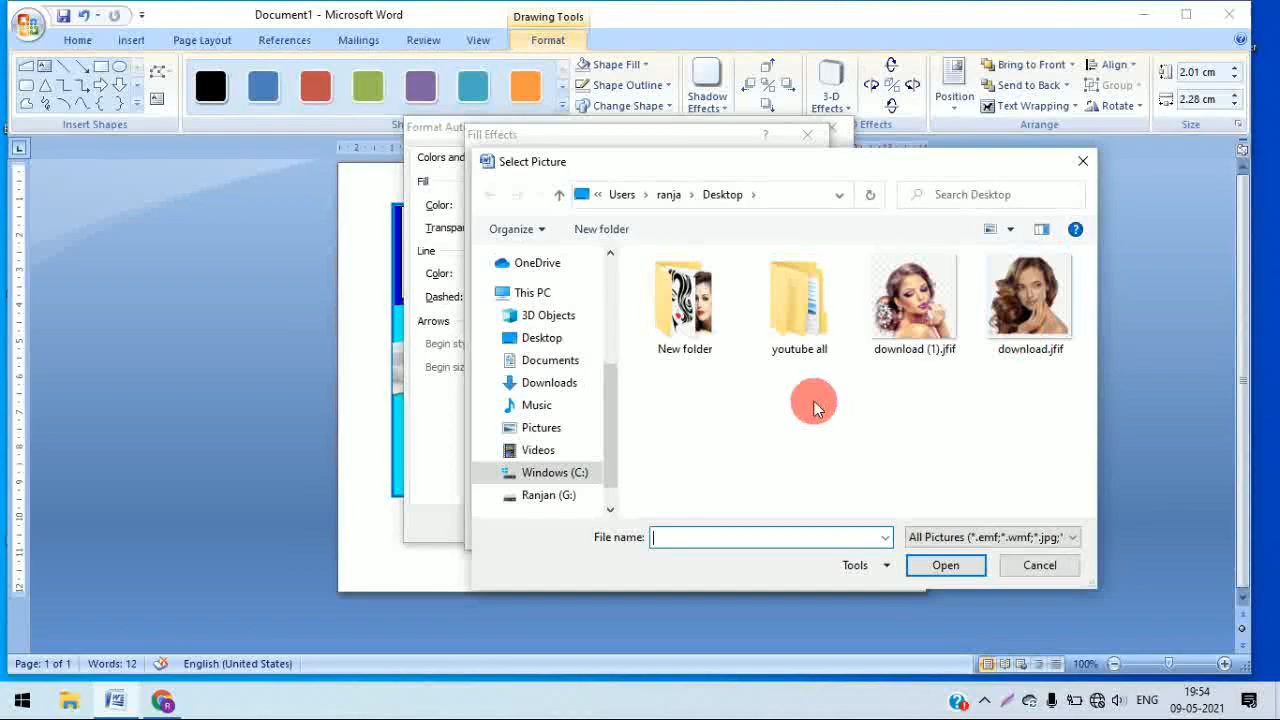 Document1 - Microsoft Word
Drawing Tools
Home Insert Page Layout References Mailings Review View Format
Shape Fill
Shape Outline
Change Shape
Shadow Effects
3-D Effects
Position
Bring to Front
Send to Back
Text Wrapping
Align
Group
Rotate
2.01 cm
2.28 cm
Insert Shapes
Effects
Arrange
Size
Format
Fill Effects
?
Colors and
Fill
Color:
Line
Color:
Dashed:
Arrows
Select Picture
« Users > ranja > Desktop >
Search Desktop
Organize New folder
OneDrive
This PC
3D Objects
Desktop
Documents
Downloads
Music
Pictures
Videos
Windows (C:)
Ranjan (G:)
New folder
youtube all
download (1).jfif
download.jfif
File name:
All Pictures (*.emf;*.wmf;*.jpg;*
Tools
Open
Cancel
Page: 1 of 1 Words: 12 English (United States)
100%
ENG
19:54
09-05-2021